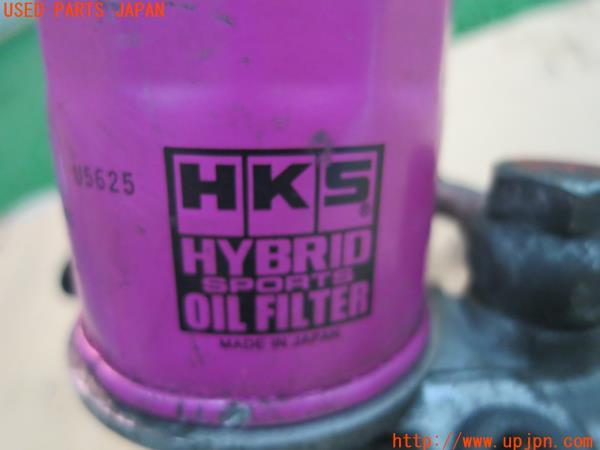 USED PARTS JAPAN
U5625
HKS®
HYBRID
SPORTS
OIL FILTER
MADE IN JAPAN
http://www.upjpn.com/